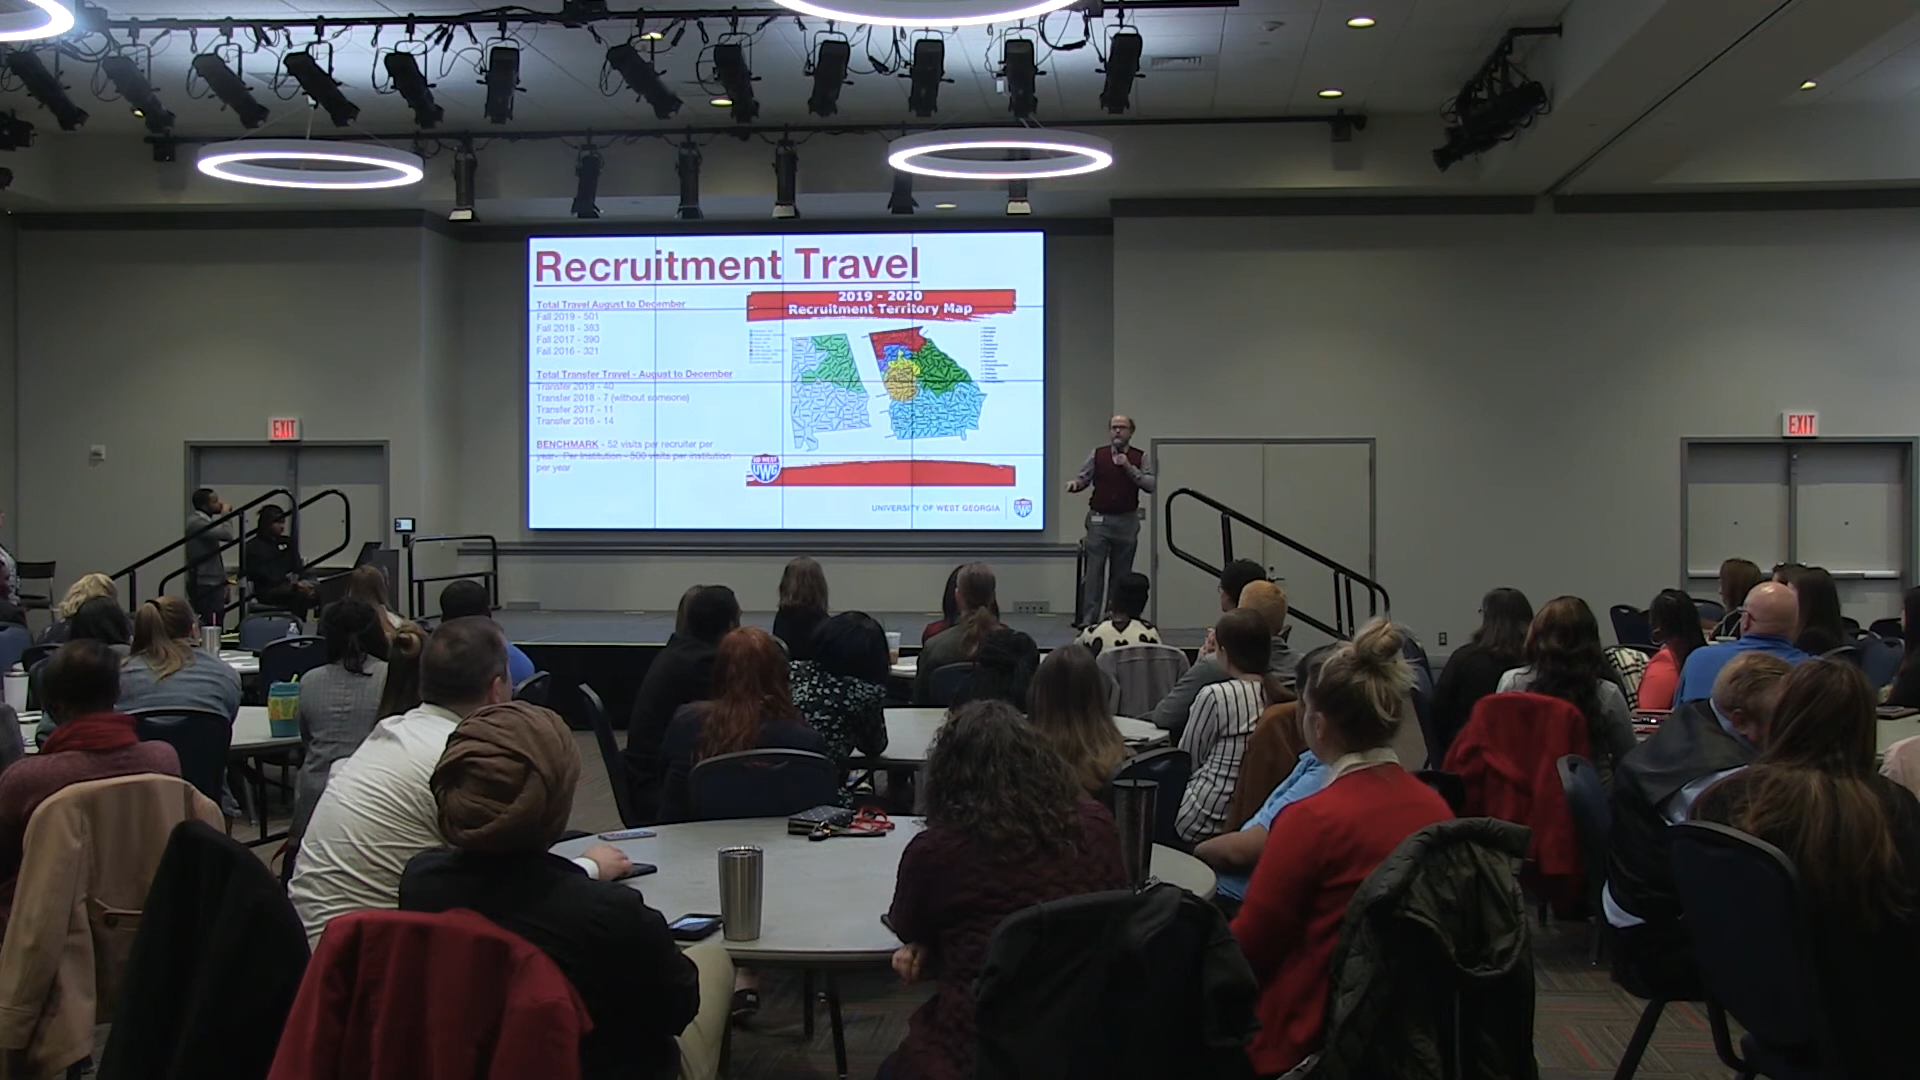 Recruitment Travel
Total Travel August to December
Fall 2019 - 501
Fall 2018 - 383
Fall 2017 - 390
Fall 2016 - 321
Total Transfer Travel - August to December
Transfer 2019 - 40
Transfer 2018 - 7 (without someone)
Transfer 2017 - 11
Transfer 2016 - 14
BENCHMARK - 52 visits per recruiter per
year. Per Institution - 500 visits per institution
per year
2019 - 2020
Recruitment Territory Map
GO WEST
UWG
UNIVERSITY OF WEST GEORGIA
EXIT
EXIT